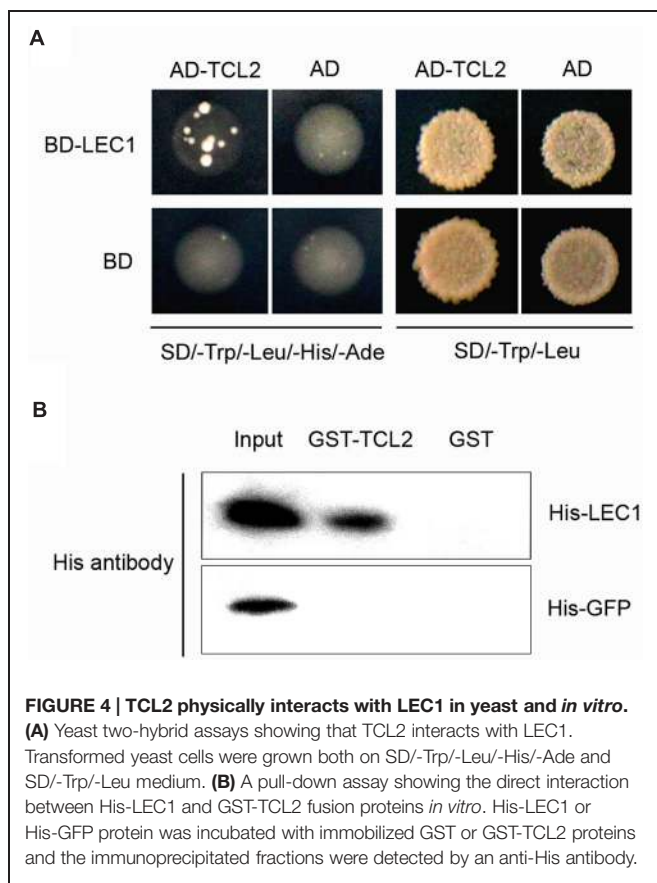 A
AD-TCL2 AD AD-TCL2 AD
BD-LEC1
BD
SD/-Trp/-Leu/-His/-Ade SD/-Trp/-Leu
B
Input GST-TCL2 GST
His-LEC1
His antibody
His-GFP
FIGURE 4 | TCL2 physically interacts with LEC1 in yeast and in vitro.
(A) Yeast two-hybrid assays showing that TCL2 interacts with LEC1.
Transformed yeast cells were grown both on SD/-Trp/-Leu/-His/-Ade and
SD/-Trp/-Leu medium. (B) A pull-down assay showing the direct interaction
between His-LEC1 and GST-TCL2 fusion proteins in vitro. His-LEC1 or
His-GFP protein was incubated with immobilized GST or GST-TCL2 proteins
and the immunoprecipitated fractions were detected by an anti-His antibody.